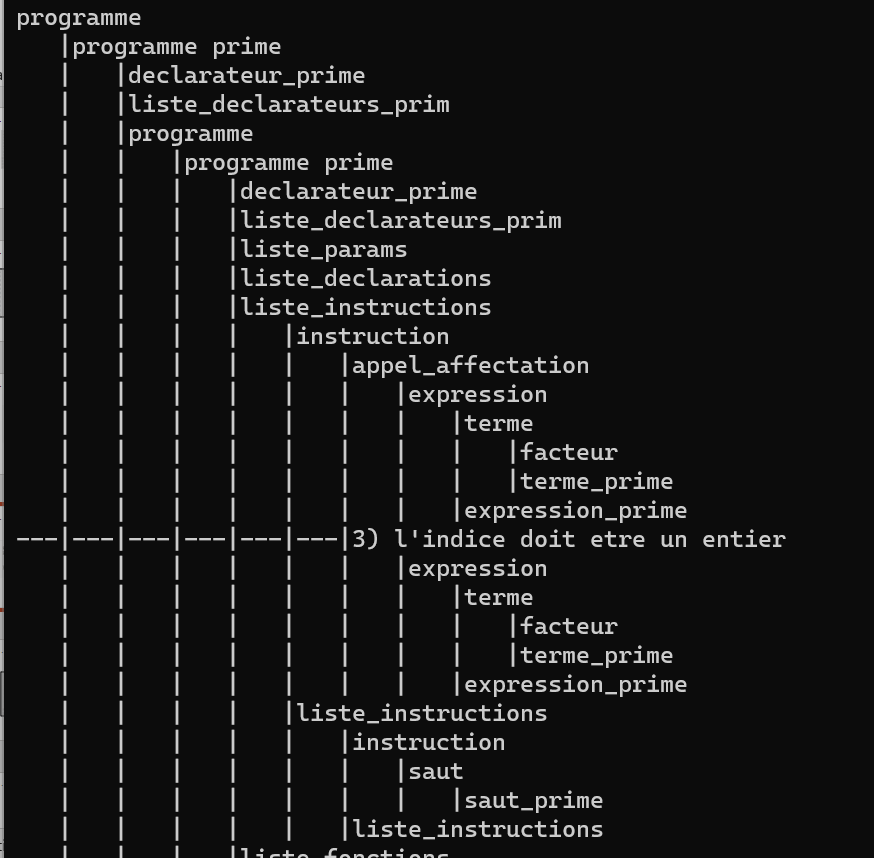 programme
|programme prime
| |declarateur_prime
| |liste_declarateurs_prim
| |programme
| | |programme prime
| | | |declarateur_prime
| | | |liste_declarateurs_prim
| | | |liste_params
| | | |liste_declarations
| | | |liste_instructions
| | | | |instruction
| | | | | |appel_affectation
| | | | | | |expression
| | | | | | | |terme
| | | | | | | | |facteur
| | | | | | | | |terme_prime
| | | | | | | |expression_prime
---|---|---|---|---|---|3) l'indice doit etre un entier
| | | | | | |expression
| | | | | | | |terme
| | | | | | | | |facteur
| | | | | | | | |terme_prime
| | | | | | | |expression_prime
| | | | |liste_instructions
| | | | | |instruction
| | | | | | |saut
| | | | | | | |saut_prime
| | | | | |liste_instructions
| | | |liste_fonctions